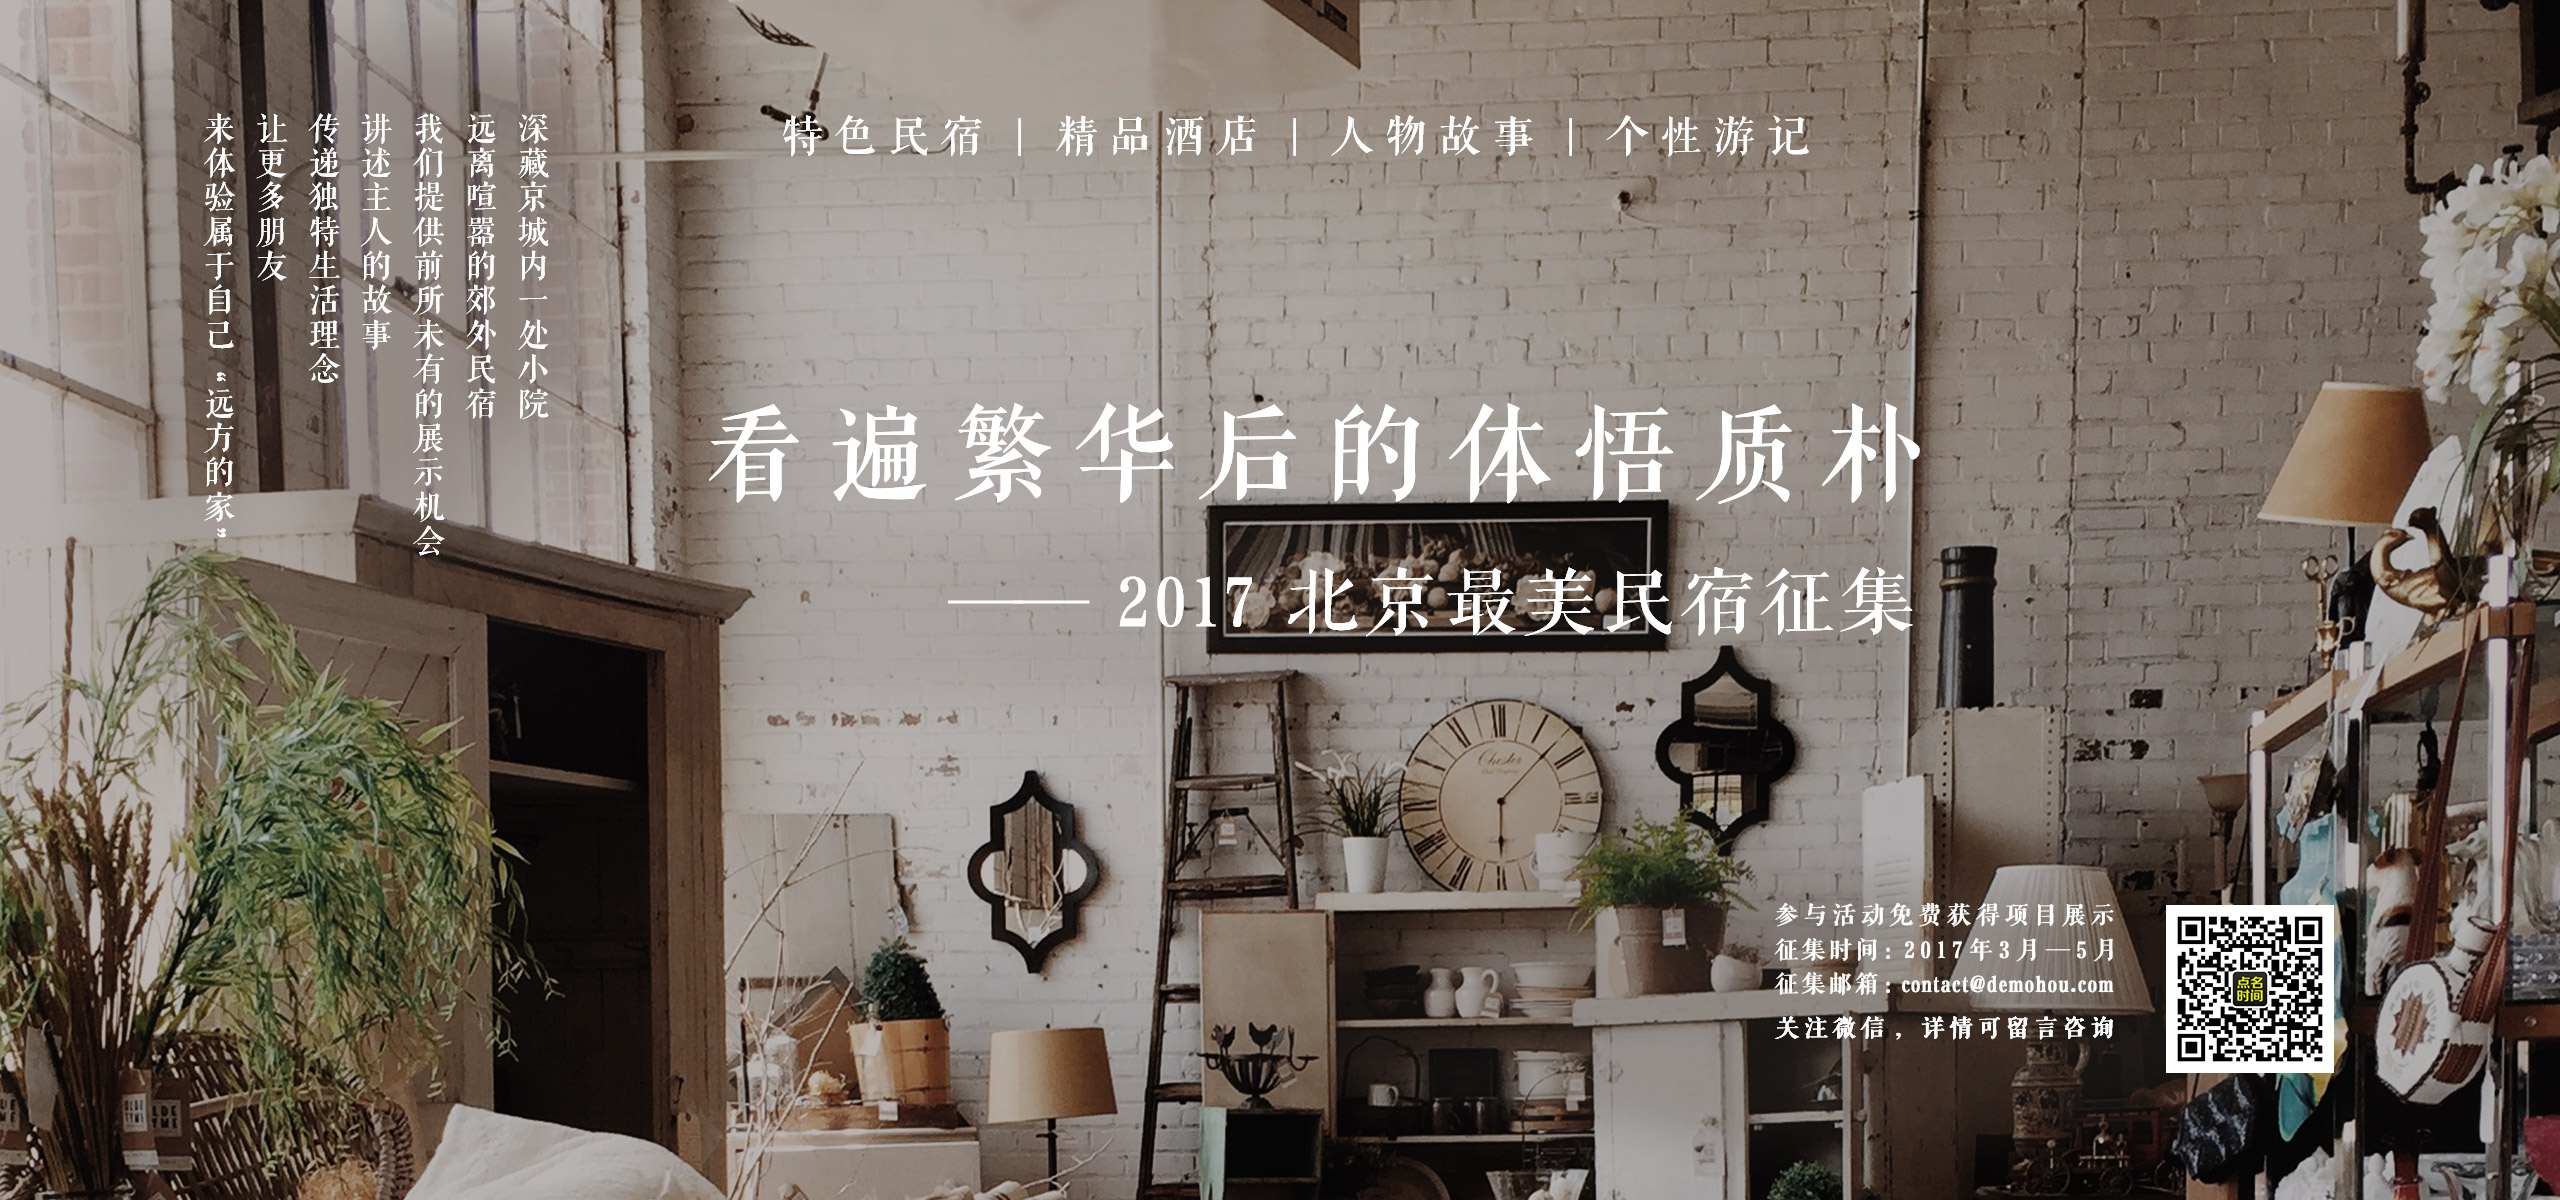 特色民宿 | 精品酒店 | 人物故事 | 个性游记
深藏京城内一处小院
远离喧嚣的郊外民宿
我们提供前所未有的展示机会
讲述主人的故事
传递独特生活理念
让更多朋友
来体验属于自己“远方的家”
看遍繁华后的体悟质朴
—— 2017 北京最美民宿征集
Chester
参与活动免费获得项目展示
征集时间：2017年3月—5月
征集邮箱：contact@demohou.com
关注微信，详情可留言咨询
点名
时间